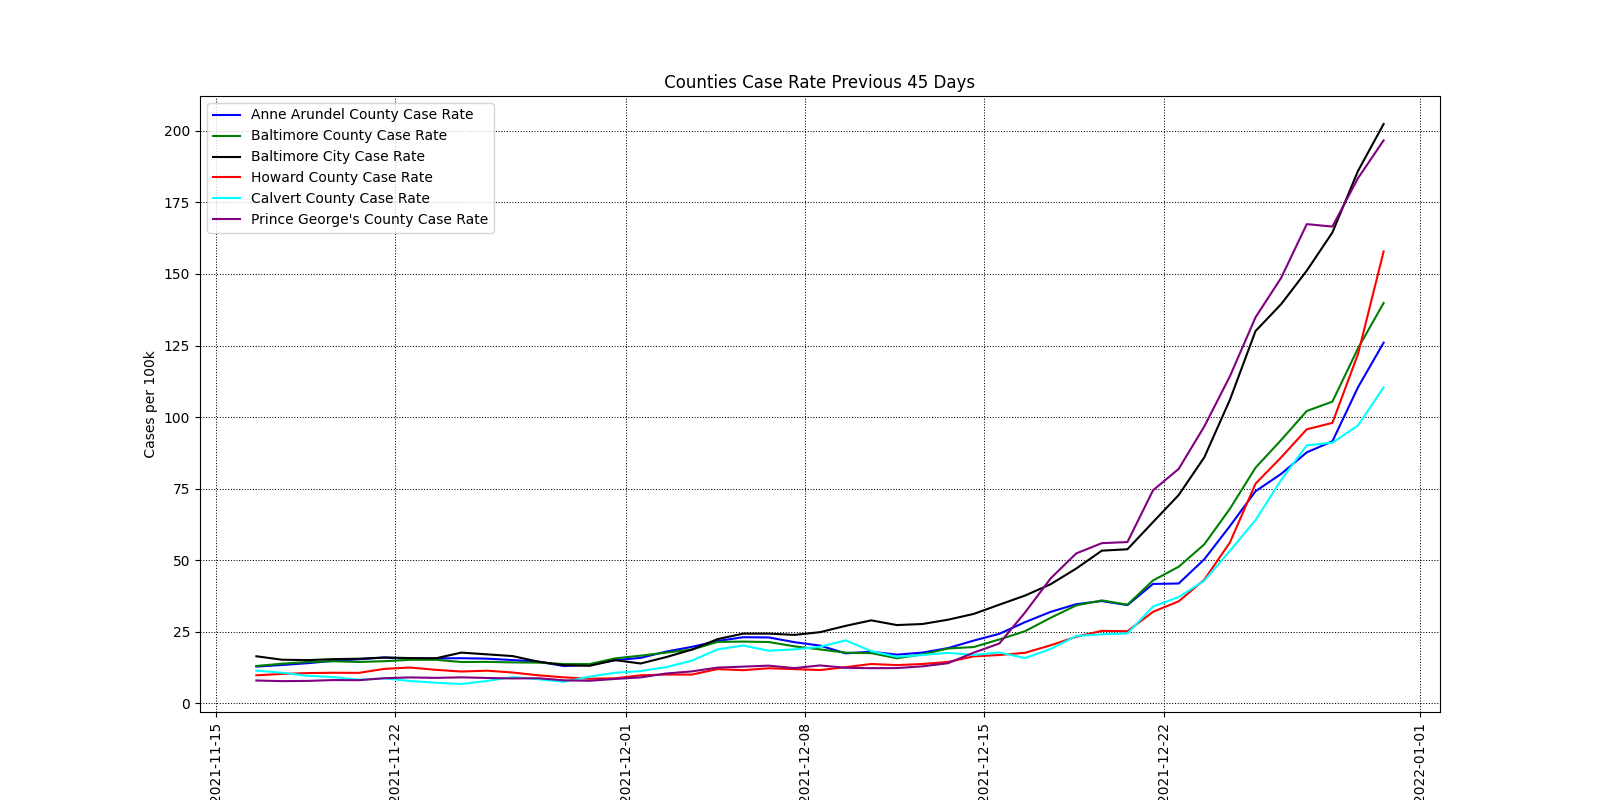 Counties Case Rate Previous 45 Days
Anne Arundel County Case Rate
Baltimore County Case Rate
Baltimore City Case Rate
Howard County Case Rate
Calvert County Case Rate
Prince George's County Case Rate
200
175
150
125
100
75
50
25
0
Cases per 100k
2021-11-15
2021-11-22
2021-12-01
2021-12-08
2021-12-15
2021-12-22
2022-01-01